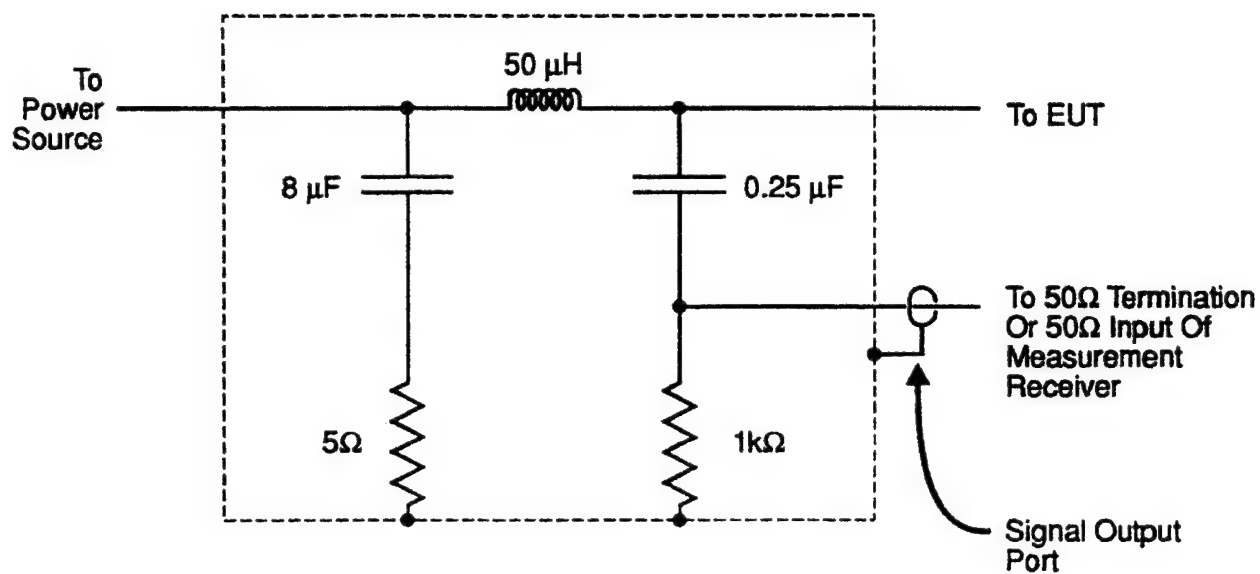 To
Power
Source
50 μH
To EUT
8 μF
0.25 μF
To 50Ω Termination
Or 50Ω Input Of
Measurement
Receiver
5Ω
1kΩ
Signal Output
Port